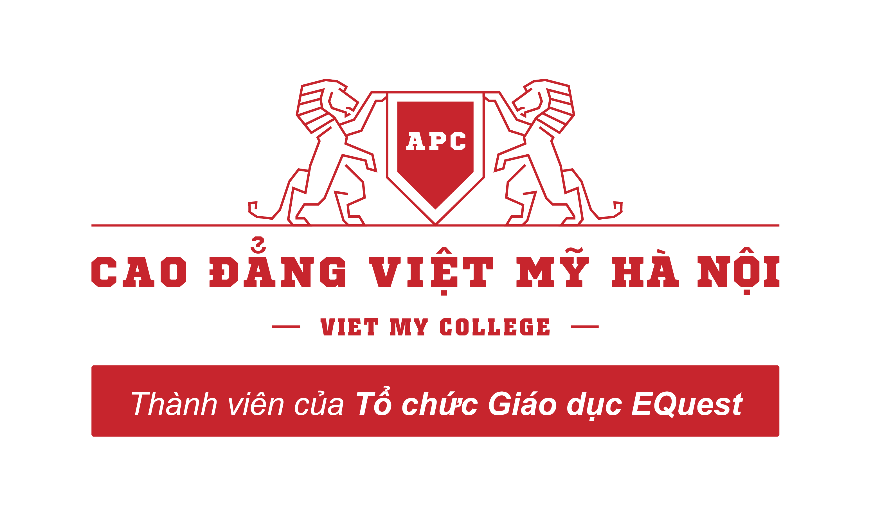 APC
CAO ĐẲNG VIỆT MỸ HÀ NỘI
— VIET MY COLLEGE —
Thành viên của Tổ chức Giáo dục EQuest